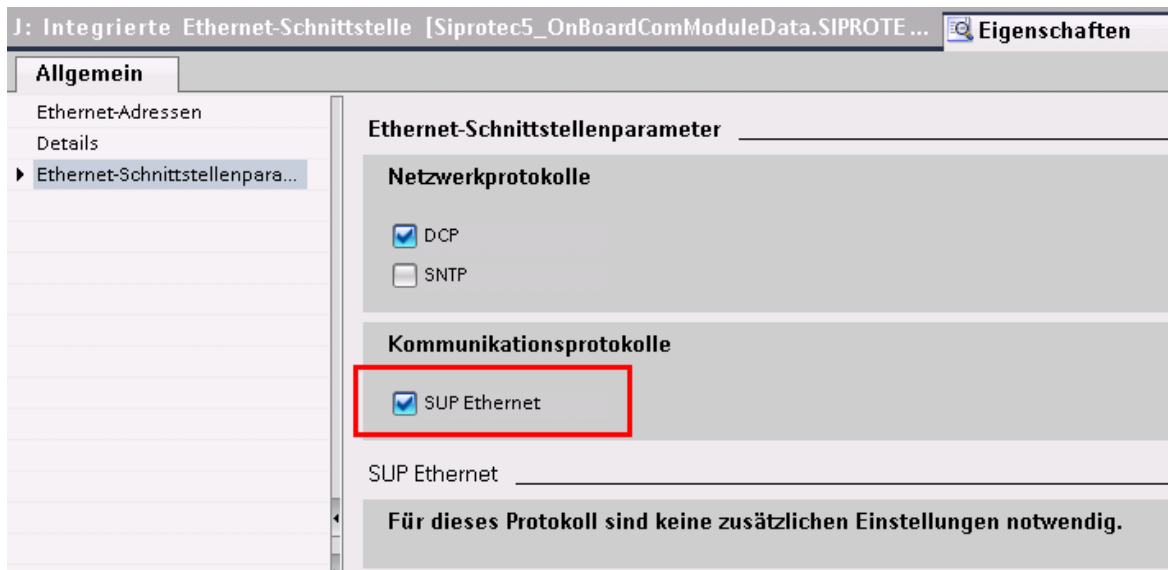 J: Integrierte Ethernet-Schnittstelle [Siprotec5_OnBoardComModuleData.SIPROTE...
Eigenschaften
Allgemein
Ethernet-Adressen
Details
Ethernet-Schnittstellenpara...
Ethernet-Schnittstellenparameter
Netzwerkprotokolle
DCP
SNTP
Kommunikationsprotokolle
SUP Ethernet
SUP Ethernet
Für dieses Protokoll sind keine zusätzlichen Einstellungen notwendig.